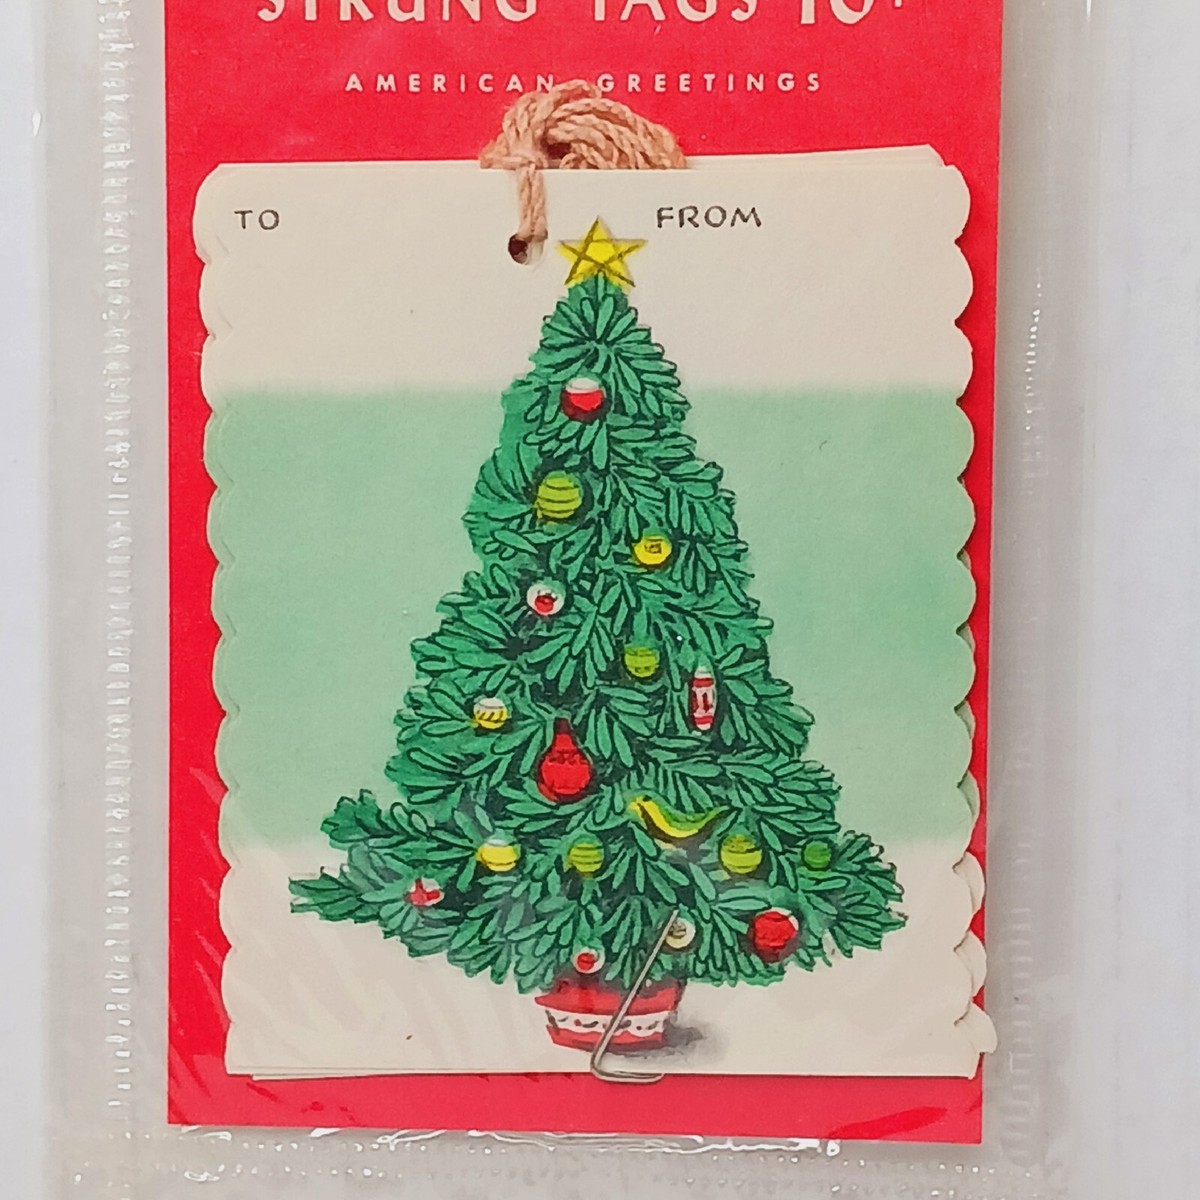 STRUNG TAGS 10¢
AMERICAN GREETINGS
TO FROM